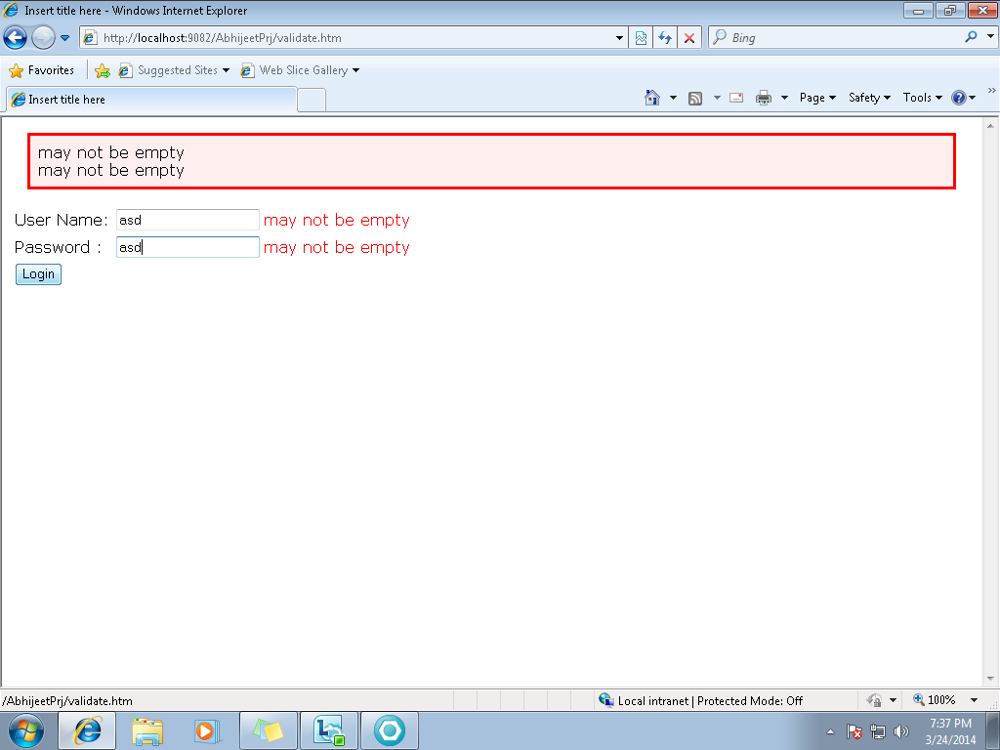 Insert title here - Windows Internet Explorer
http://localhost:9082/AbhijeetPrj/validate.htm
Bing
Favorites
Suggested Sites
Web Slice Gallery
Insert title here
Page
Safety
Tools
»
may not be empty
may not be empty
User Name: asd may not be empty
Password : asd may not be empty
Login
/AbhijeetPrj/validate.htm
Local intranet | Protected Mode: Off
100%
7:37 PM
3/24/2014